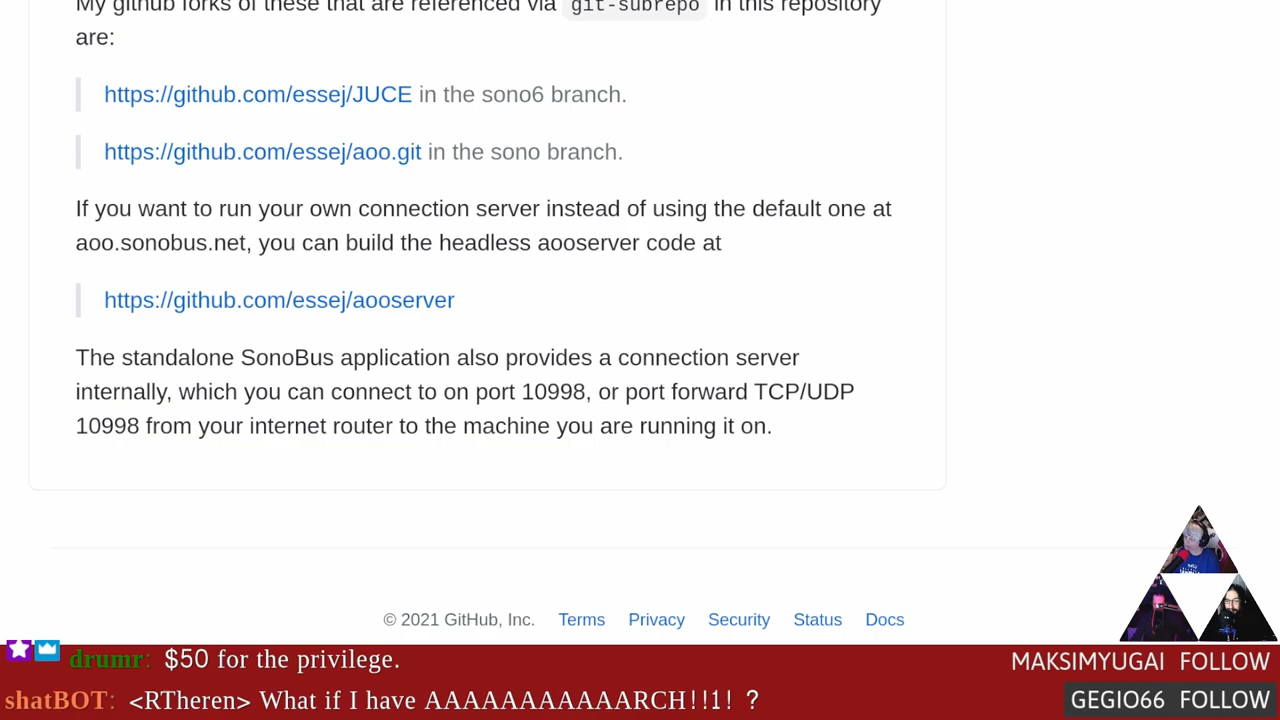 My github forks of these that are referenced via git-subrepo in this repository
are:
https://github.com/essej/JUCE in the sono6 branch.
https://github.com/essej/aoo.git in the sono branch.
If you want to run your own connection server instead of using the default one at
aoo.sonobus.net, you can build the headless aooserver code at
https://github.com/essej/aooserver
The standalone SonoBus application also provides a connection server
internally, which you can connect to on port 10998, or port forward TCP/UDP
10998 from your internet router to the machine you are running it on.
© 2021 GitHub, Inc. Terms Privacy Security Status Docs
drumr: $50 for the privilege.
MAKSIMYUGAI FOLLOW
shatBOT: <RTheren> What if I have AAAAAAAAAAAARCH!!1! ?
GEGIO66 FOLLOW